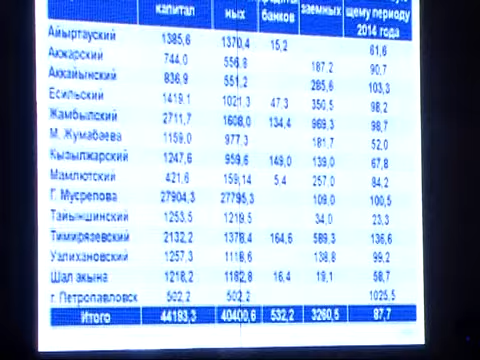 капитал ных банков заемных щему периоду
2014 года
Айыртауский 1385,6 1370,4 15,2 61,6
Акжарский 744,0 556,8 187,2 90,7
Аккайынский 836,9 551,2 285,6 103,3
Есильский 1419,1 1021,3 47,3 350,5 98,2
Жамбылский 2711,7 1608,0 134,4 969,3 98,7
М. Жумабаева 1159,0 977,3 181,7 52,0
Кызылжарский 1247,6 959,6 149,0 139,0 67,8
Мамлютский 421,6 159,14 5,4 257,0 84,2
Г. Мусрепова 27904,3 27795,3 109,0 100,5
Тайыншинский 1253,5 1219,5 34,0 23,3
Тимирязевский 2132,2 1378,4 164,6 589,3 136,6
Уалихановский 1257,3 1118,6 138,8 99,2
Шал акына 1218,2 1182,8 16,4 19,1 58,7
г. Петропавловск 502,2 502,2 1025,5
Итого 44193,3 40400,6 532,2 3260,5 87,7